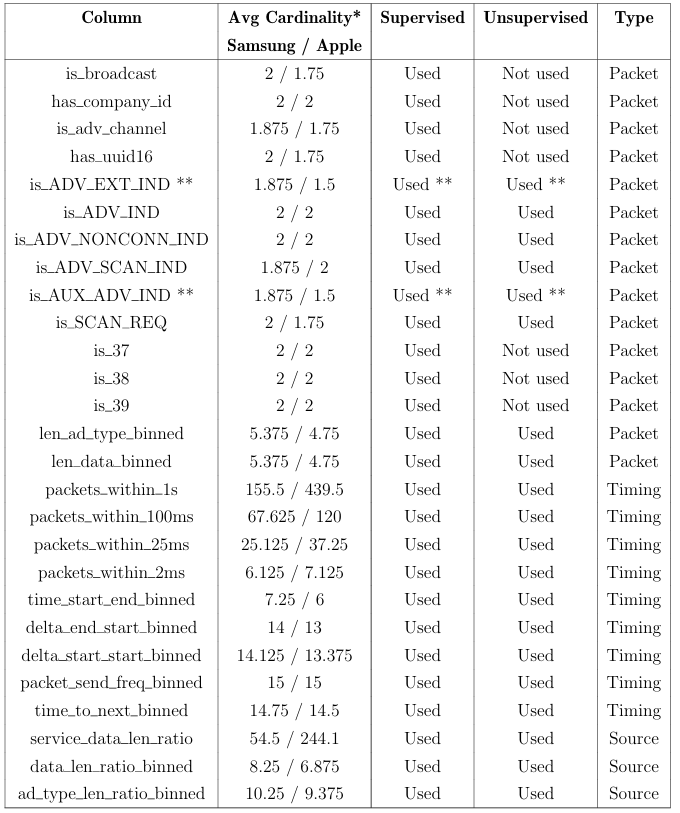 Column Avg Cardinality* Supervised Unsupervised Type
Samsung / Apple
is_broadcast 2 / 1.75 Used Not used Packet
has_company_id 2 / 2 Used Not used Packet
is_adv_channel 1.875 / 1.75 Used Not used Packet
has_uuid16 2 / 1.75 Used Not used Packet
is_ADV_EXT_IND ** 1.875 / 1.5 Used ** Used ** Packet
is_ADV_IND 2 / 2 Used Used Packet
is_ADV_NONCONN_IND 2 / 2 Used Used Packet
is_ADV_SCAN_IND 1.875 / 2 Used Used Packet
is_AUX_ADV_IND ** 1.875 / 1.5 Used ** Used ** Packet
is_SCAN_REQ 2 / 1.75 Used Used Packet
is_37 2 / 2 Used Not used Packet
is_38 2 / 2 Used Not used Packet
is_39 2 / 2 Used Not used Packet
len_ad_type_binned 5.375 / 4.75 Used Used Packet
len_data_binned 5.375 / 4.75 Used Used Packet
packets_within_1s 155.5 / 439.5 Used Used Timing
packets_within_100ms 67.625 / 120 Used Used Timing
packets_within_25ms 25.125 / 37.25 Used Used Timing
packets_within_2ms 6.125 / 7.125 Used Used Timing
time_start_end_binned 7.25 / 6 Used Used Timing
delta_end_start_binned 14 / 13 Used Used Timing
delta_start_start_binned 14.125 / 13.375 Used Used Timing
packet_send_freq_binned 15 / 15 Used Used Timing
time_to_next_binned 14.75 / 14.5 Used Used Timing
service_data_len_ratio 54.5 / 244.1 Used Used Source
data_len_ratio_binned 8.25 / 6.875 Used Used Source
ad_type_len_ratio_binned 10.25 / 9.375 Used Used Source